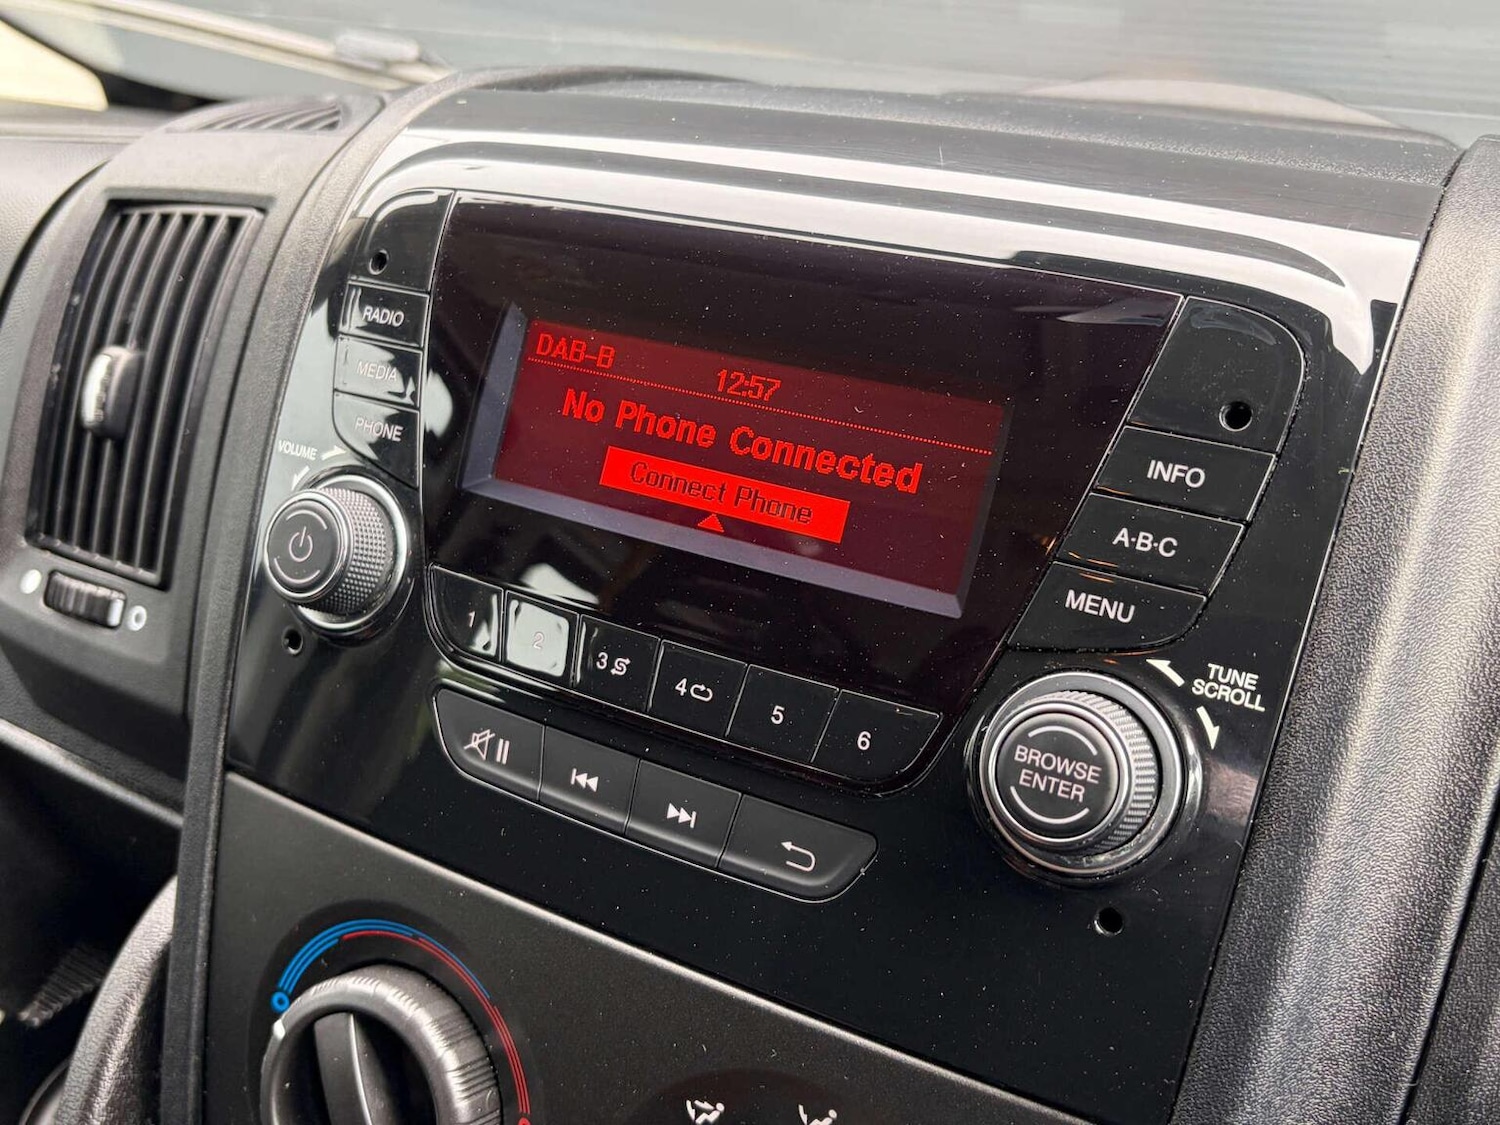 DAB-B
12:57
No Phone Connected
Connect Phone
RADIO
MEDIA
PHONE
VOLUME
INFO
A·B·C
MENU
TUNE
SCROLL
BROWSE
ENTER
1
2
3
4
5
6